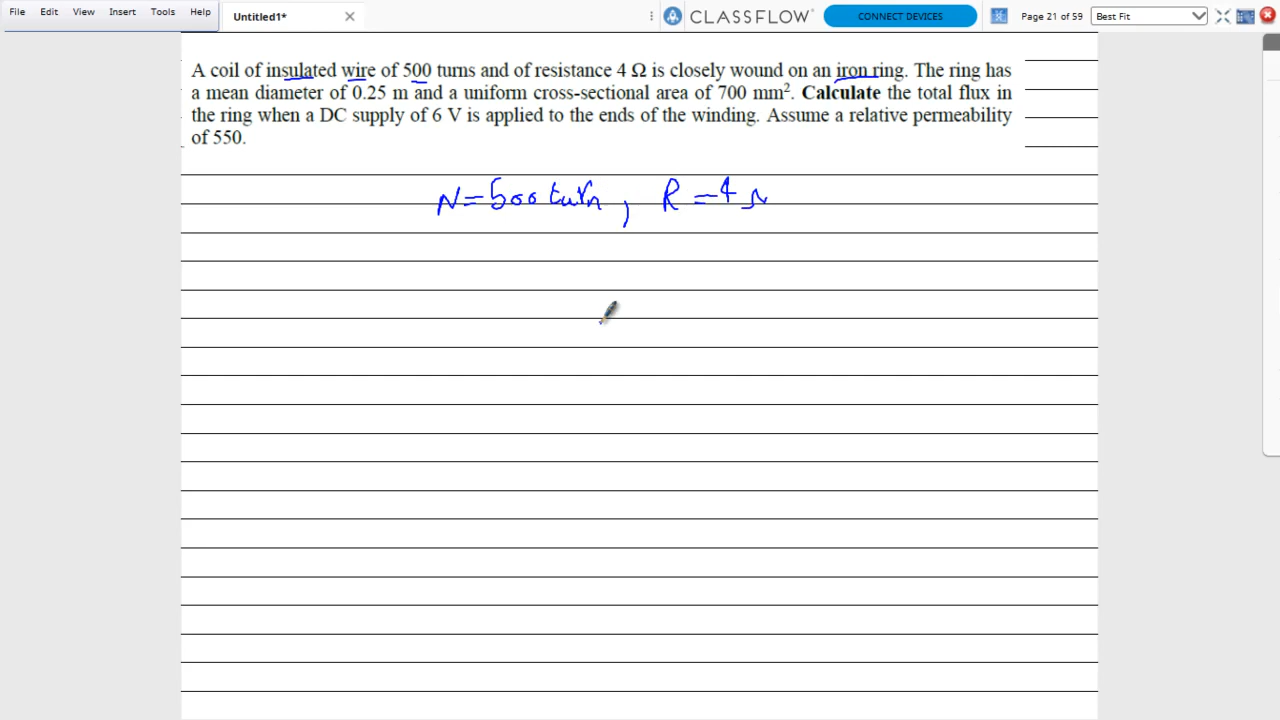 File Edit View Insert Tools Help Untitled1* CLASSFLOW CONNECT DEVICES Page 21 of 59 Best Fit
A coil of insulated wire of 500 turns and of resistance 4 Ω is closely wound on an iron ring. The ring has
a mean diameter of 0.25 m and a uniform cross-sectional area of 700 mm². Calculate the total flux in
the ring when a DC supply of 6 V is applied to the ends of the winding. Assume a relative permeability
of 550.
N=500 turn, R=4 Ω